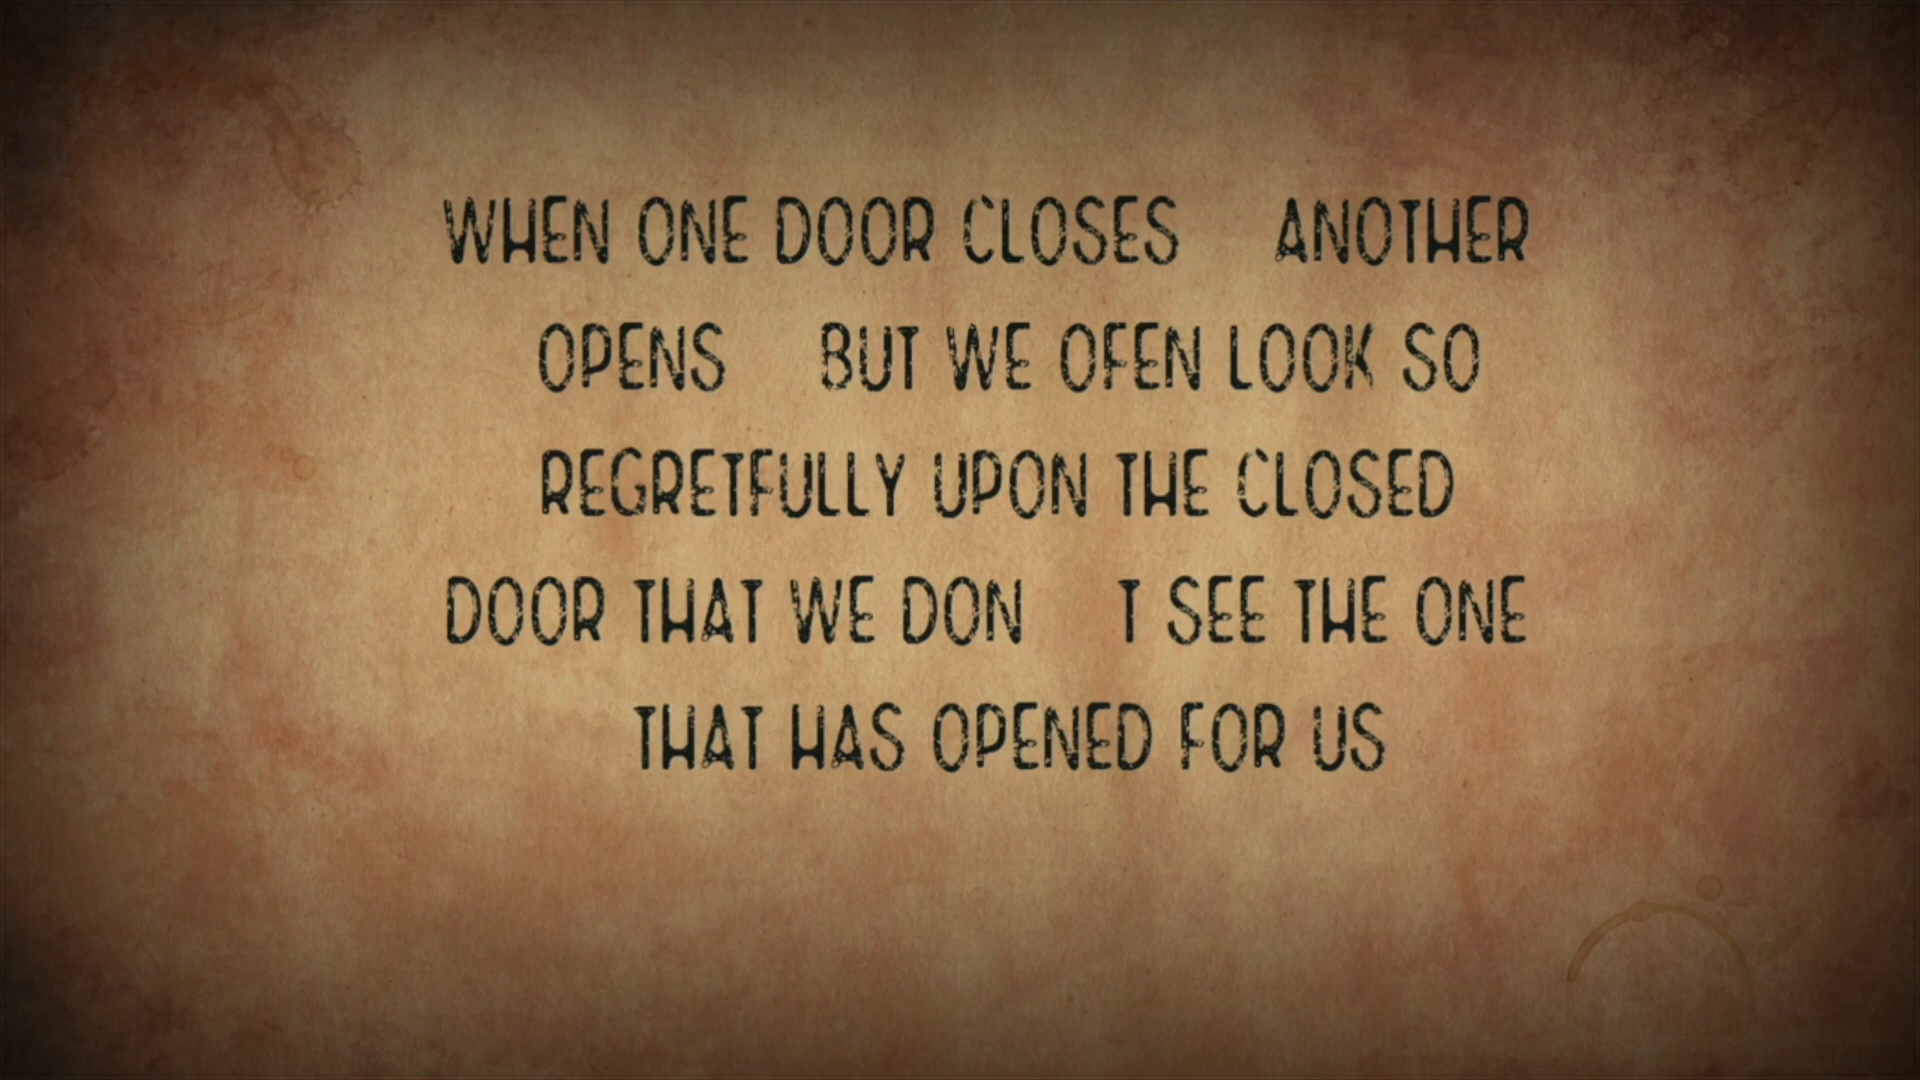 WHEN ONE DOOR CLOSES ANOTHER
OPENS BUT WE OFEN LOOK SO
REGRETFULLY UPON THE CLOSED
DOOR THAT WE DON T SEE THE ONE
THAT HAS OPENED FOR US